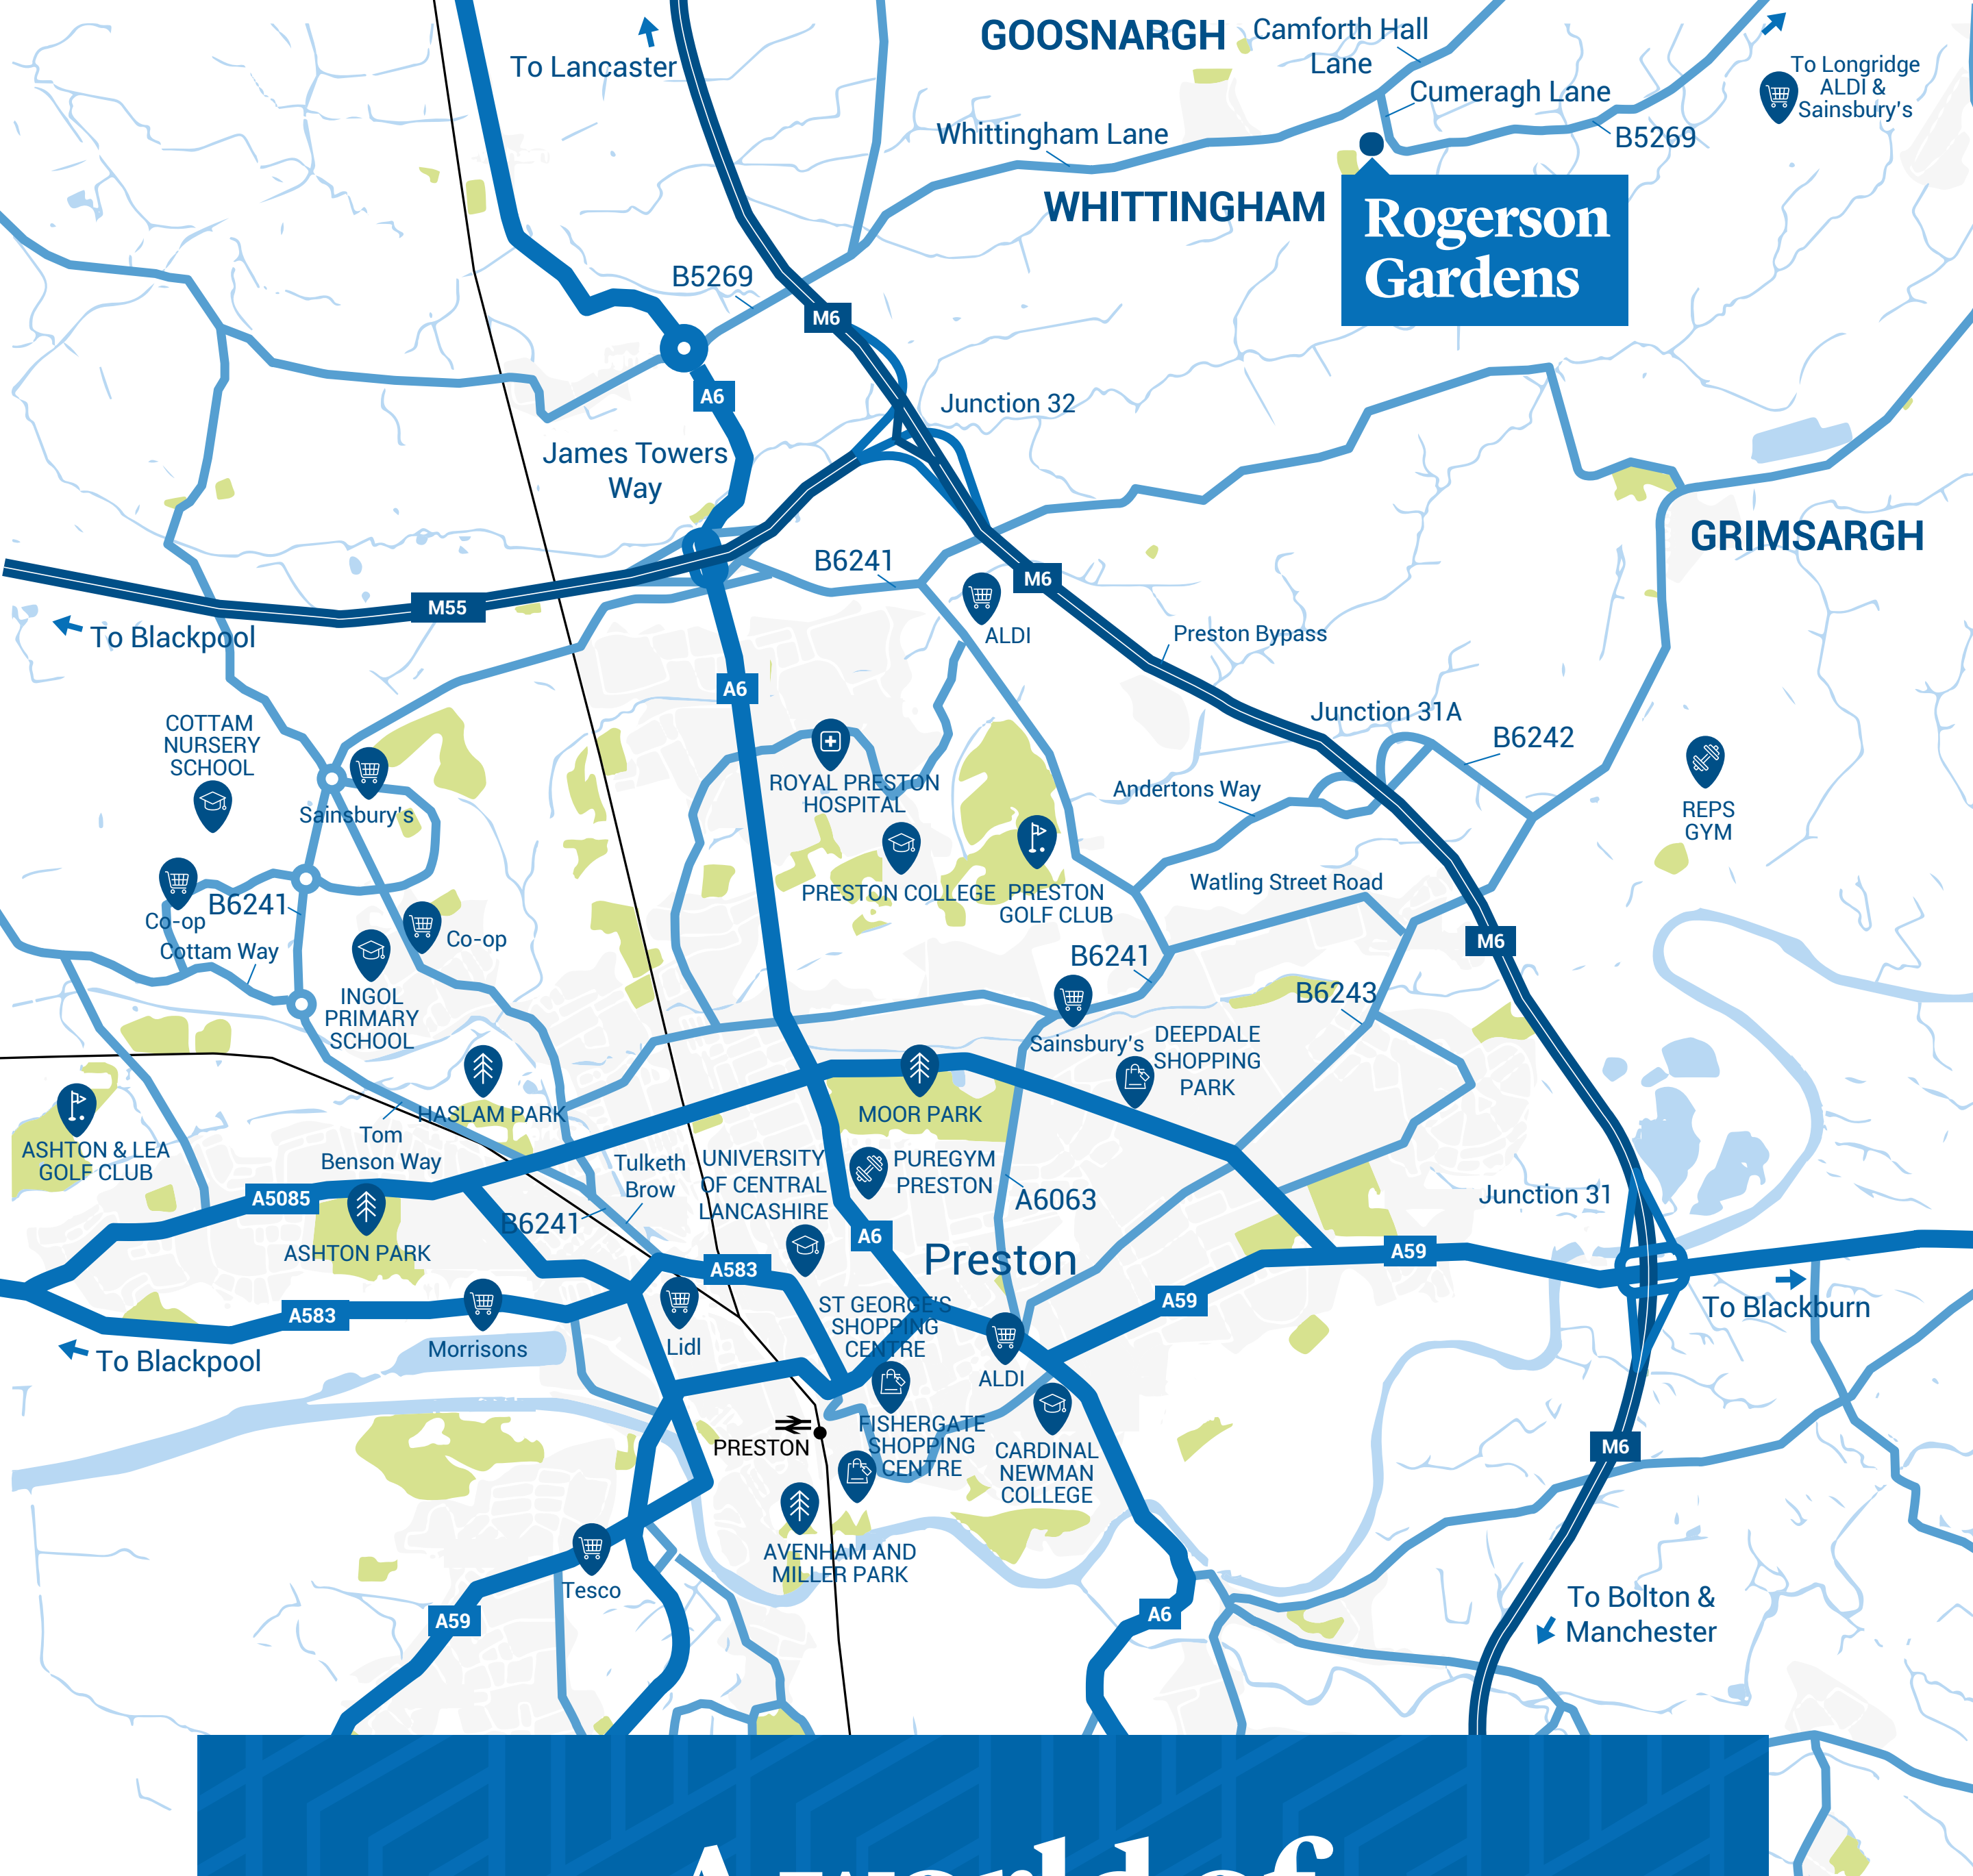 GOOSNARGH
Camforth Hall
Lane
To Lancaster
Cumeragh Lane
To Longridge
ALDI &
Sainsbury's
Whittingham Lane
B5269
WHITTINGHAM
Rogerson
Gardens
B5269
M6
A6
Junction 32
James Towers
Way
GRIMSARGH
B6241
M6
M55
ALDI
To Blackpool
Preston Bypass
A6
Junction 31A
B6242
COTTAM
NURSERY
SCHOOL
ROYAL PRESTON
HOSPITAL
Andertons Way
Sainsbury's
REPS
GYM
PRESTON COLLEGE
PRESTON
GOLF CLUB
Watling Street Road
Co-op
B6241
Co-op
Cottam Way
B6241
M6
INGOL
PRIMARY
SCHOOL
B6243
Sainsbury's
DEEPDALE
SHOPPING
PARK
HASLAM PARK
MOOR PARK
Tom
Benson Way
ASHTON & LEA
GOLF CLUB
Tulketh
Brow
UNIVERSITY
OF CENTRAL
LANCASHIRE
PUREGYM
PRESTON
A5085
A6063
Junction 31
B6241
A6
ASHTON PARK
Preston
A59
A583
A583
A59
To Blackburn
ST GEORGE'S
SHOPPING
CENTRE
Morrisons
Lidl
To Blackpool
ALDI
PRESTON
FISHERGATE
SHOPPING
CENTRE
CARDINAL
NEWMAN
COLLEGE
M6
AVENHAM AND
MILLER PARK
Tesco
A59
A6
To Bolton &
Manchester
A world of